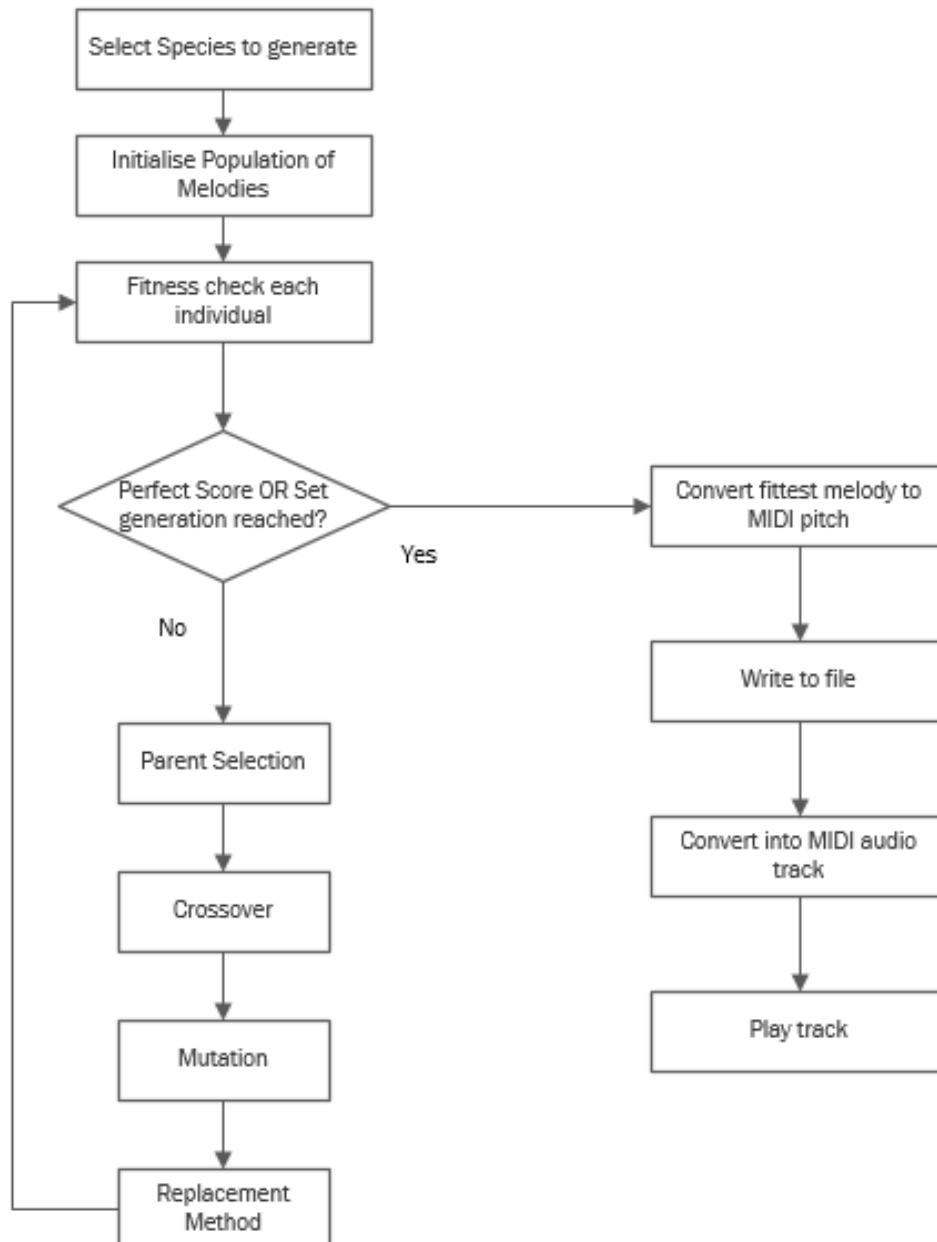 Select Species to generate
Initialise Population of
Melodies
Fitness check each
individual
Perfect Score OR Set
generation reached?
Yes
No
Convert fittest melody to
MIDI pitch
Write to file
Convert into MIDI audio
track
Play track
Parent Selection
Crossover
Mutation
Replacement
Method